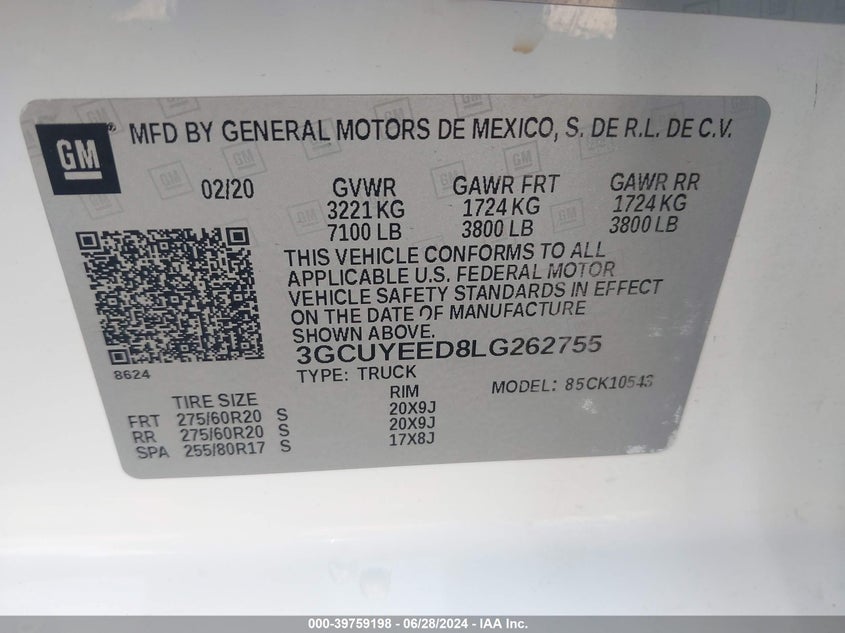 GM
MFD BY GENERAL MOTORS DE MEXICO, S. DE R.L. DE C.V.
02/20 GVWR GAWR FRT GAWR RR
3221 KG 1724 KG 1724 KG
7100 LB 3800 LB 3800 LB
THIS VEHICLE CONFORMS TO ALL
APPLICABLE U.S. FEDERAL MOTOR
VEHICLE SAFETY STANDARDS IN EFFECT
ON THE DATE OF MANUFACTURE
SHOWN ABOVE.
3GCUYEED8LG262755
8624
TYPE: TRUCK MODEL: 85CK10543
TIRE SIZE RIM
FRT 275/60R20 S 20X9J
RR 275/60R20 S 20X9J
SPA 255/80R17 S 17X8J
000-39759198 - 06/28/2024 - IAA Inc.